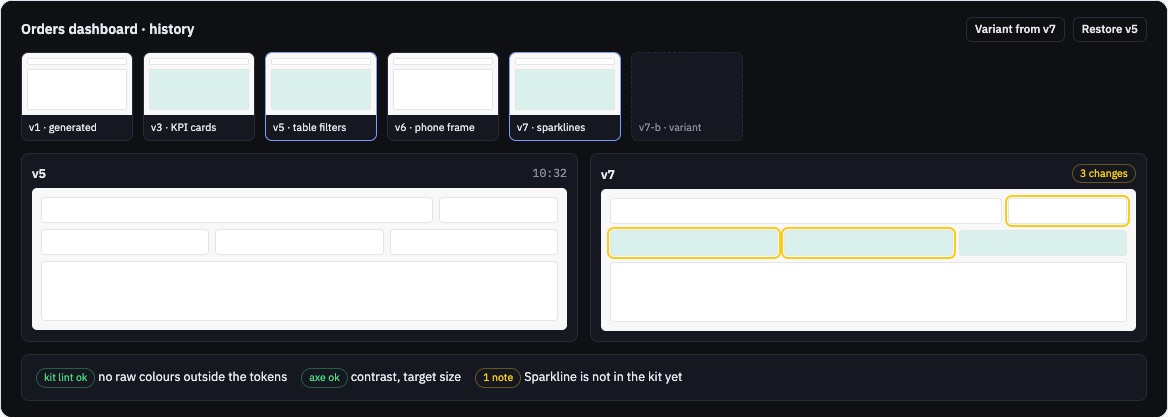 Orders dashboard · history
Variant from v7
Restore v5
v1 · generated
v3 · KPI cards
v5 · table filters
v6 · phone frame
v7 · sparklines
v7-b · variant
v5
10:32
v7
3 changes
kit lint ok no raw colours outside the tokens axe ok contrast, target size 1 note Sparkline is not in the kit yet